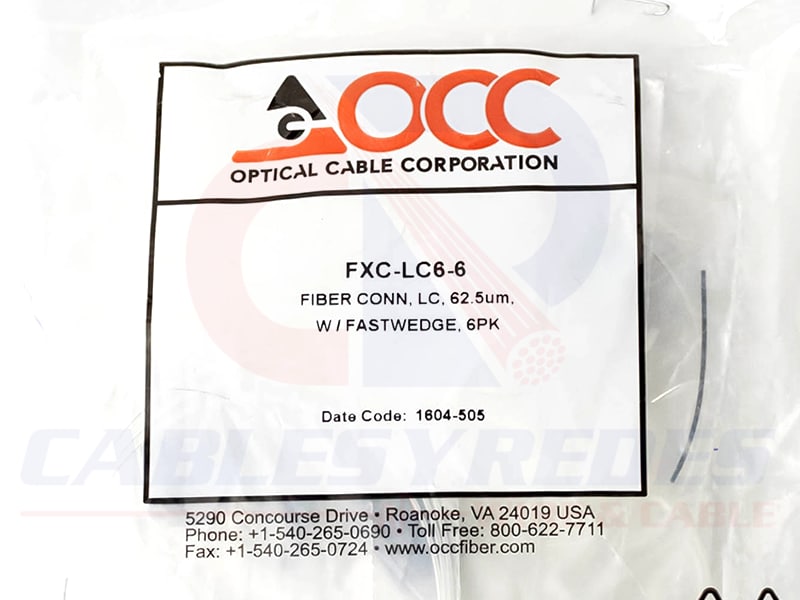 OCC
OPTICAL CABLE CORPORATION
FXC-LC6-6
FIBER CONN, LC, 62.5um,
W / FASTWEDGE, 6PK
Date Code: 1604-505
CABLESYREDES
& CABLE
5290 Concourse Drive • Roanoke, VA 24019 USA
Phone: +1-540-265-0690 • Toll Free: 800-622-7711
Fax: +1-540-265-0724 • www.occfiber.com